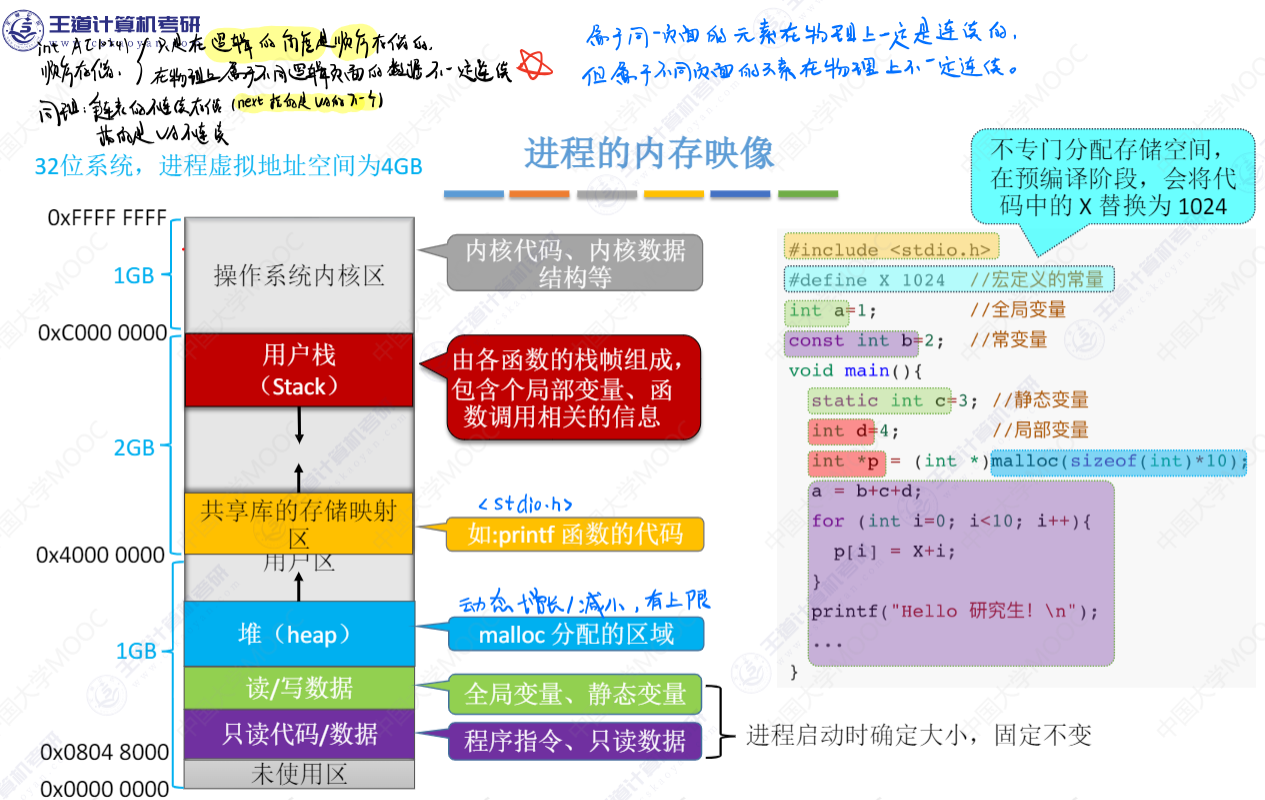 王道计算机考研
只是在逻辑的角度是顺序存储的,
顺序存储,
在物理上属于不同逻辑页面的数据不一定连续
同理:链表的不连续存储(next 指的是VA的下一个)
指的是VA不连续
属于同一页面的元素在物理上一定是连续的,
但属于不同页面的元素在物理上不一定连续。
进程的内存映像
32位系统，进程虚拟地址空间为4GB
0xFFFF FFFF
1GB
操作系统内核区
内核代码、内核数据
结构等
0xC000 0000
用户栈
（Stack）
由各函数的栈帧组成，
包含个局部变量、函
数调用相关的信息
2GB
共享库的存储映射
区
<stdio.h>
如:printf 函数的代码
0x4000 0000
用户区
动态增长/减小,有上限
堆（heap）
malloc 分配的区域
1GB
读/写数据
全局变量、静态变量
只读代码/数据
程序指令、只读数据
进程启动时确定大小，固定不变
0x0804 8000
未使用区
0x0000 0000
不专门分配存储空间，
在预编译阶段，会将代
码中的 X 替换为 1024
#include <stdio.h>
#define X 1024 //宏定义的常量
int a=1; //全局变量
const int b=2; //常变量
void main(){
static int c=3; //静态变量
int d=4; //局部变量
int *p = (int *)malloc(sizeof(int)*10);
a = b+c+d;
for (int i=0; i<10; i++){
p[i] = X+i;
}
printf("Hello 研究生！\n");
...
}